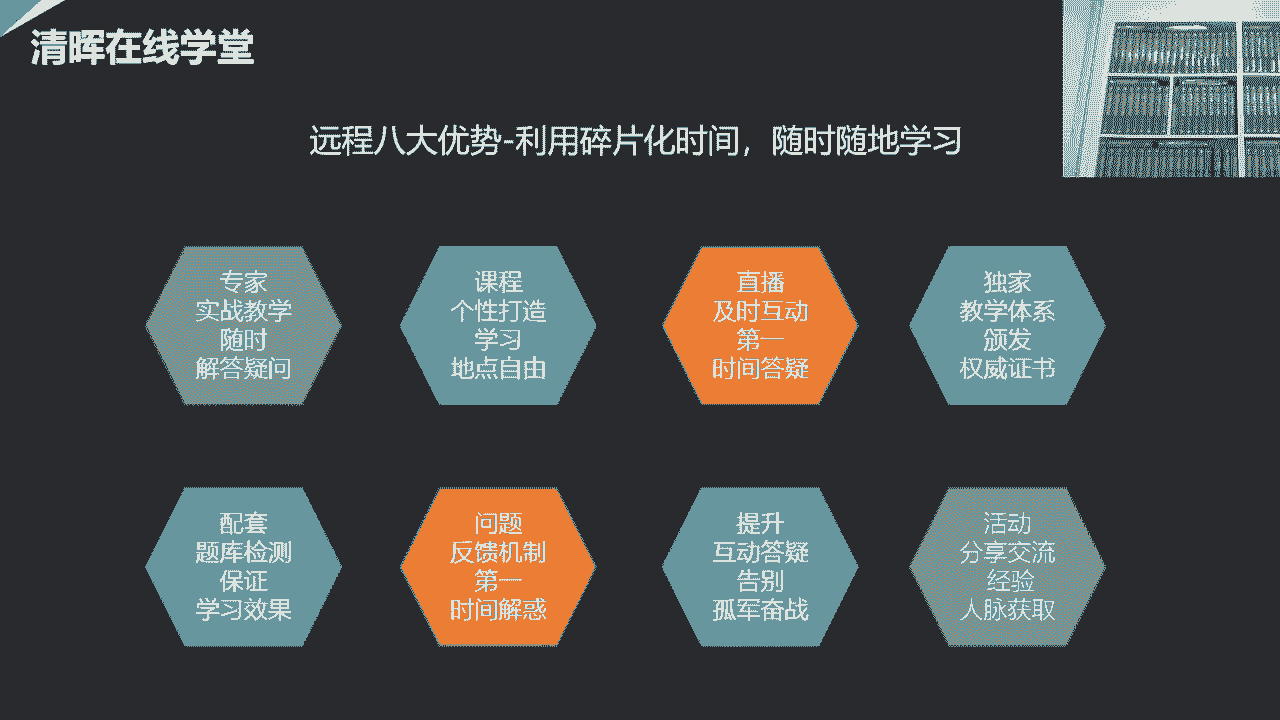 清晖在线学堂
远程八大优势-利用碎片化时间，随时随地学习
专家
实战教学
随时
解答疑问
课程
个性打造
学习
地点自由
直播
及时互动
第一
时间答疑
独家
教学体系
颁发
权威证书
配套
题库检测
保证
学习效果
问题
反馈机制
第一
时间解惑
提升
互动答疑
告别
孤军奋战
活动
分享交流
经验
人脉获取